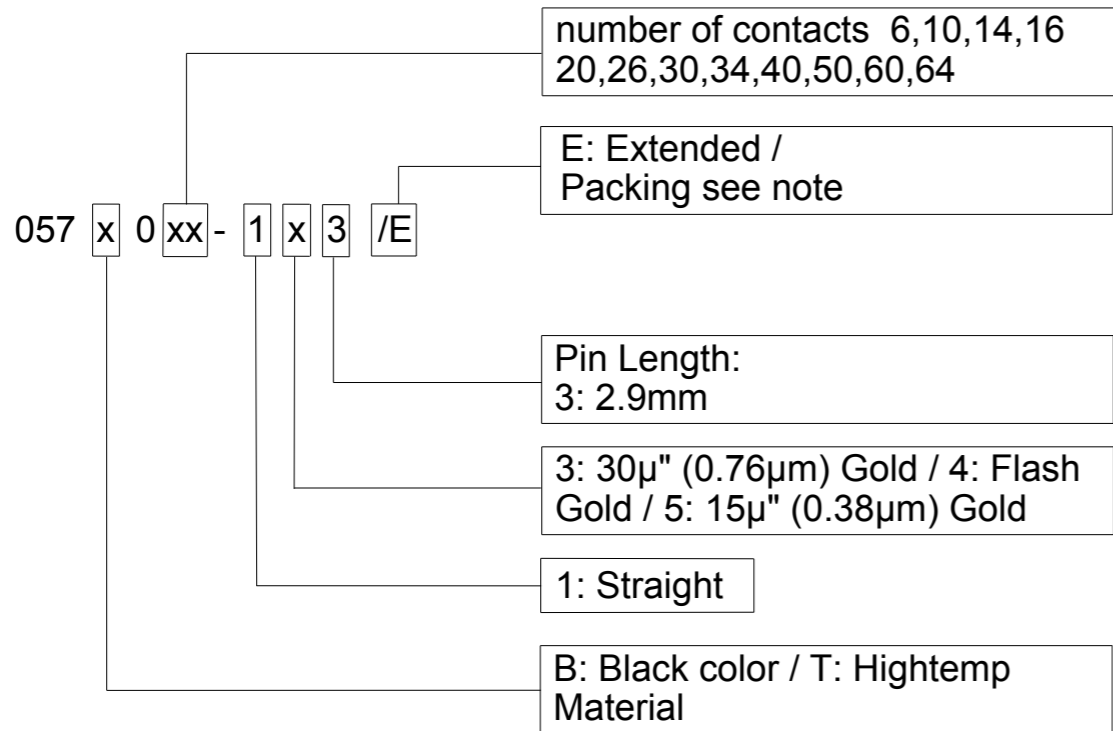 number of contacts 6,10,14,16
20,26,30,34,40,50,60,64
E: Extended /
Packing see note
057 x 0 xx - 1 x 3 /E
Pin Length:
3: 2.9mm
3: 30µ" (0.76µm) Gold / 4: Flash
Gold / 5: 15µ" (0.38µm) Gold
1: Straight
B: Black color / T: Hightemp
Material